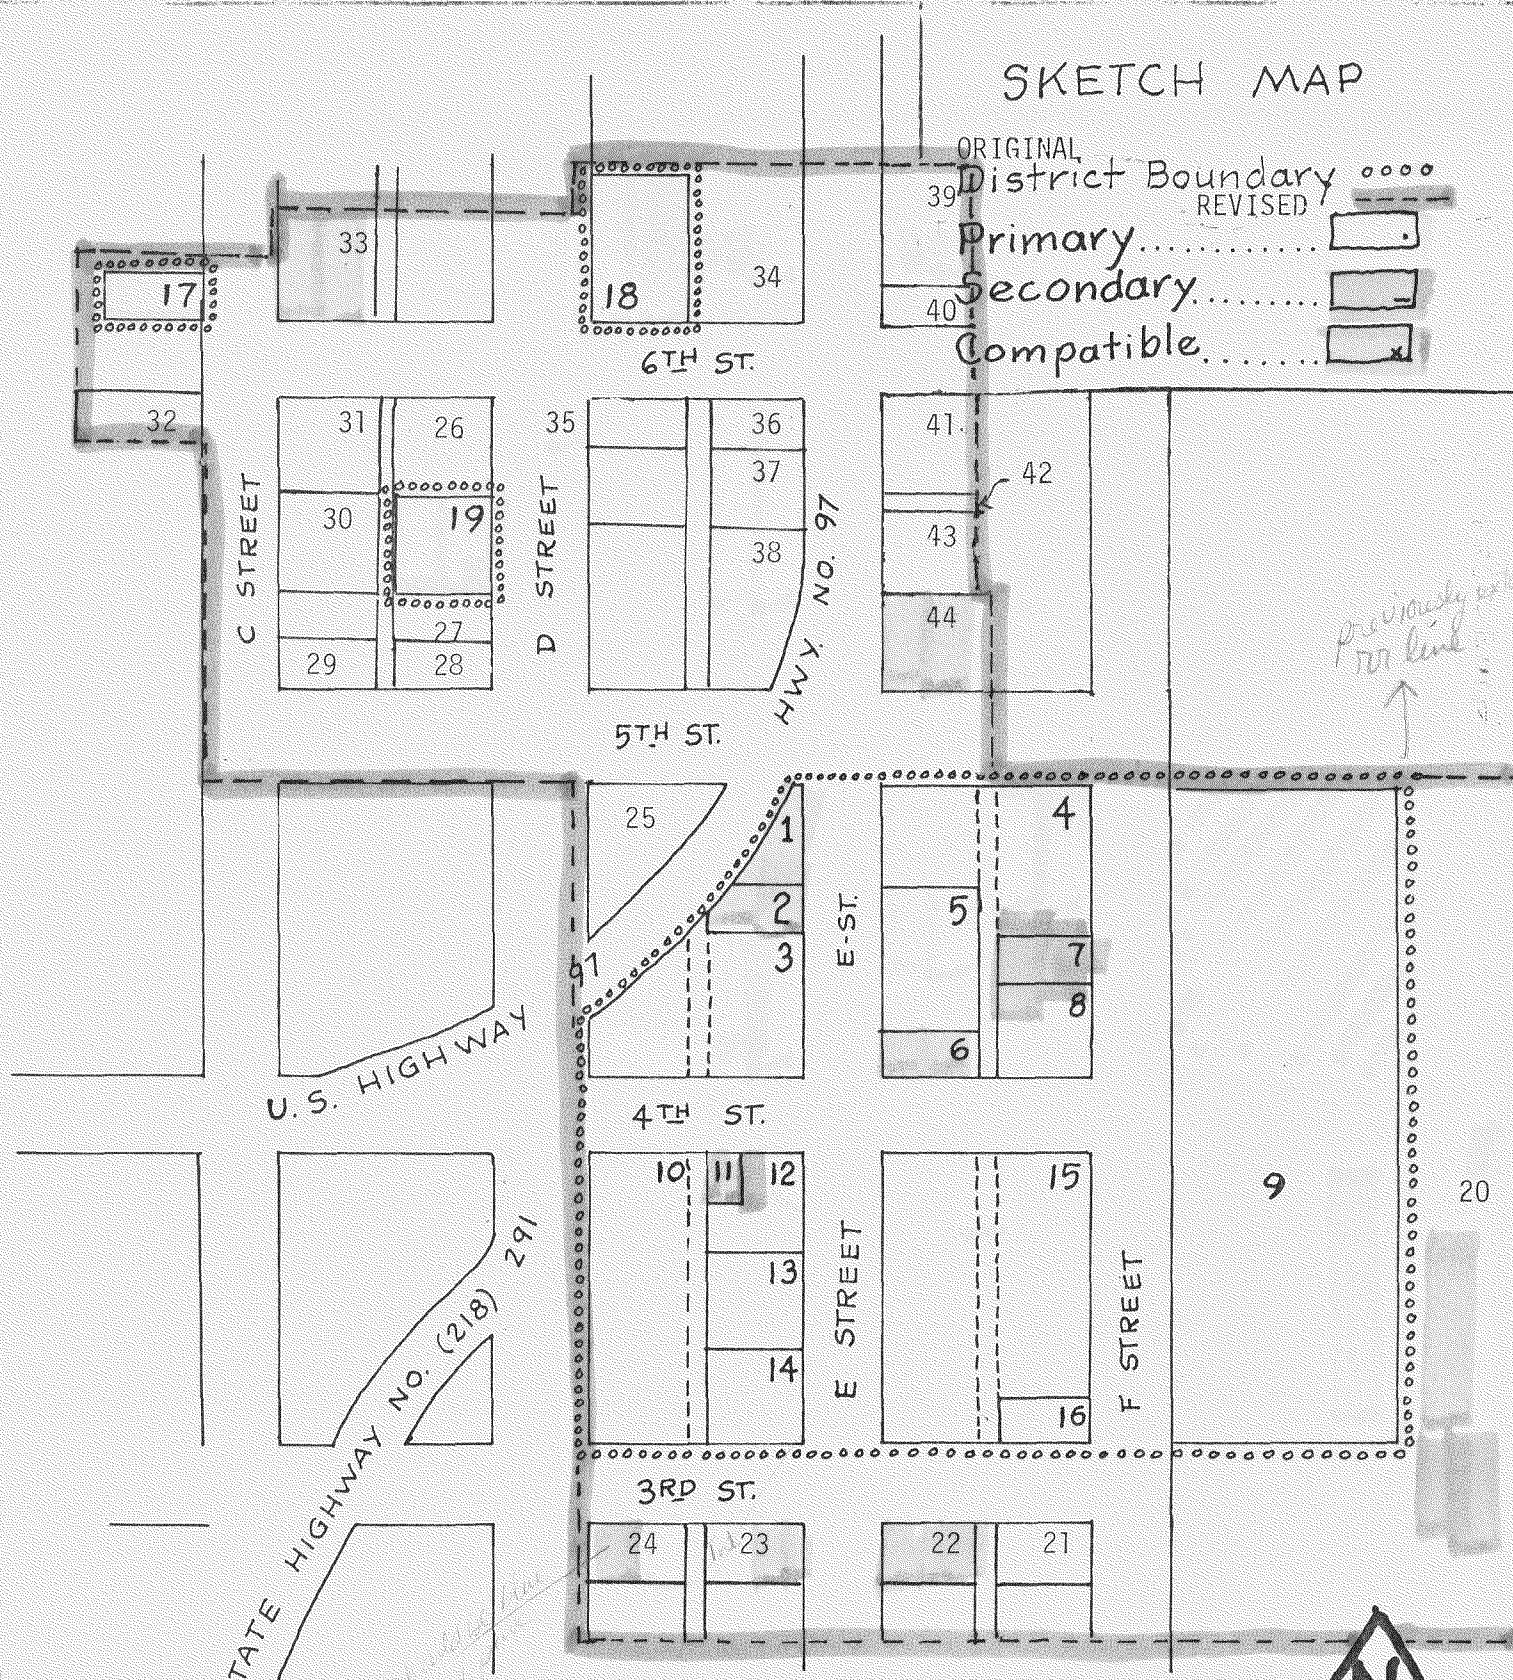 SKETCH MAP
ORIGINAL
District Boundary
REVISED
Primary............
Secondary.........
Compatible.......
x
39
33
34
17
18
40
6TH ST.
32
31
26
35
36
41
37
42
C STREET
30
19
D STREET
38
HWY. NO. 97
43
27
44
29
28
previously
rr line
5TH ST.
25
1
4
2
5
E-ST.
3
7
8
6
U.S. HIGHWAY 97
4TH ST.
10
11
12
15
9
20
291
13
E STREET
F STREET
14
16
STATE HIGHWAY NO. (218)
3RD ST.
24
23
22
21
N